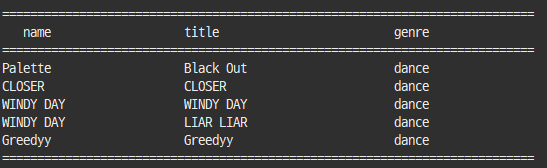 ============================================================================
name title genre
============================================================================
Palette Black Out dance
CLOSER CLOSER dance
WINDY DAY WINDY DAY dance
WINDY DAY LIAR LIAR dance
Greedyy Greedyy dance
============================================================================